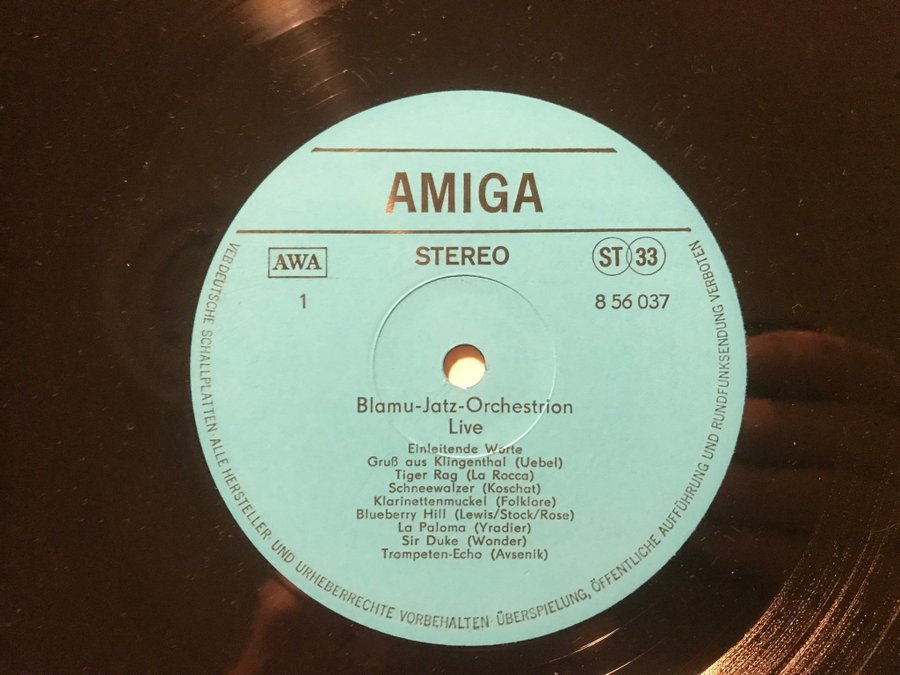 AMIGA
AWA
STEREO
ST 33
1
8 56 037
Blamu-Jatz-Orchestrion
Live
Einleitende Worte
Gruß aus Klingenthal (Uebel)
Tiger Rag (La Rocca)
Schneewalzer (Koschat)
Klarinettenmuckel (Folklore)
Blueberry Hill (Lewis/Stock/Rose)
La Paloma (Yradier)
Sir Duke (Wonder)
Trompeten-Echo (Avsenik)
VEB DEUTSCHE SCHALLPLATTEN · ALLE HERSTELLER- UND URHEBERRECHTE VORBEHALTEN · ÜBERSPIELUNG, ÖFFENTLICHE AUFFÜHRUNG UND RUNDFUNKSENDUNG VERBOTEN